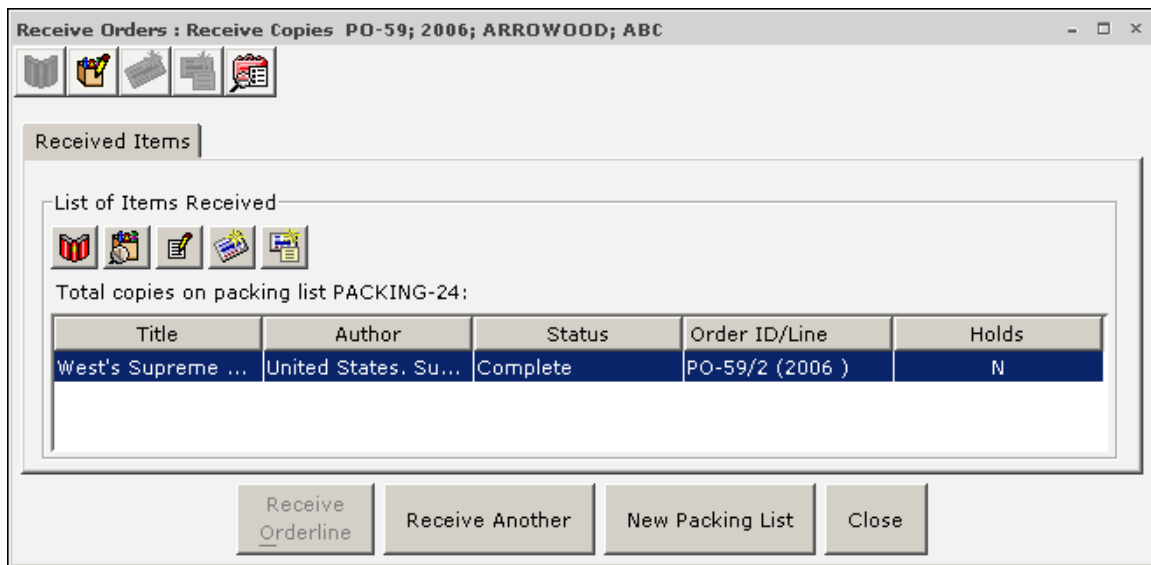 Receive Orders : Receive Copies PO-59; 2006; ARROWOOD; ABC
Received Items
List of Items Received
Total copies on packing list PACKING-24:
Title Author Status Order ID/Line Holds
West's Supreme ... United States. Su... Complete PO-59/2 (2006 ) N
Receive Orderline Receive Another New Packing List Close